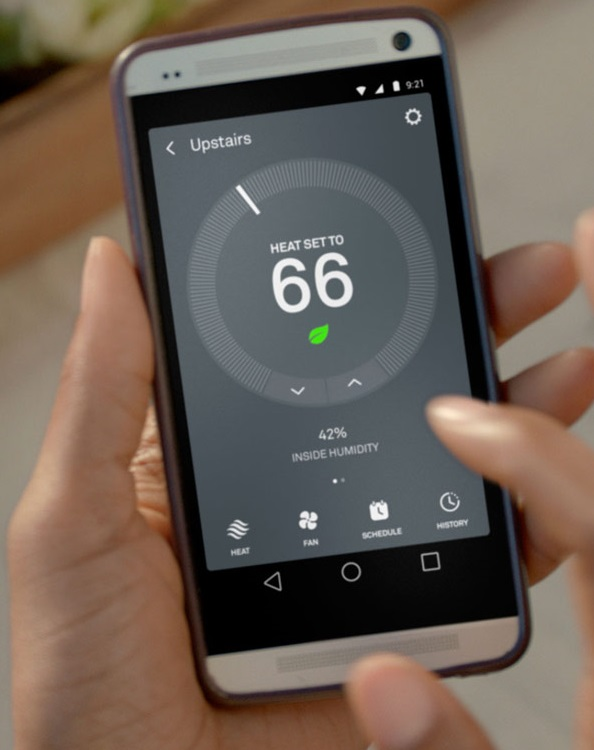 9:21
Upstairs
HEAT SET TO
66
42%
INSIDE HUMIDITY
HEAT
FAN
SCHEDULE
HISTORY